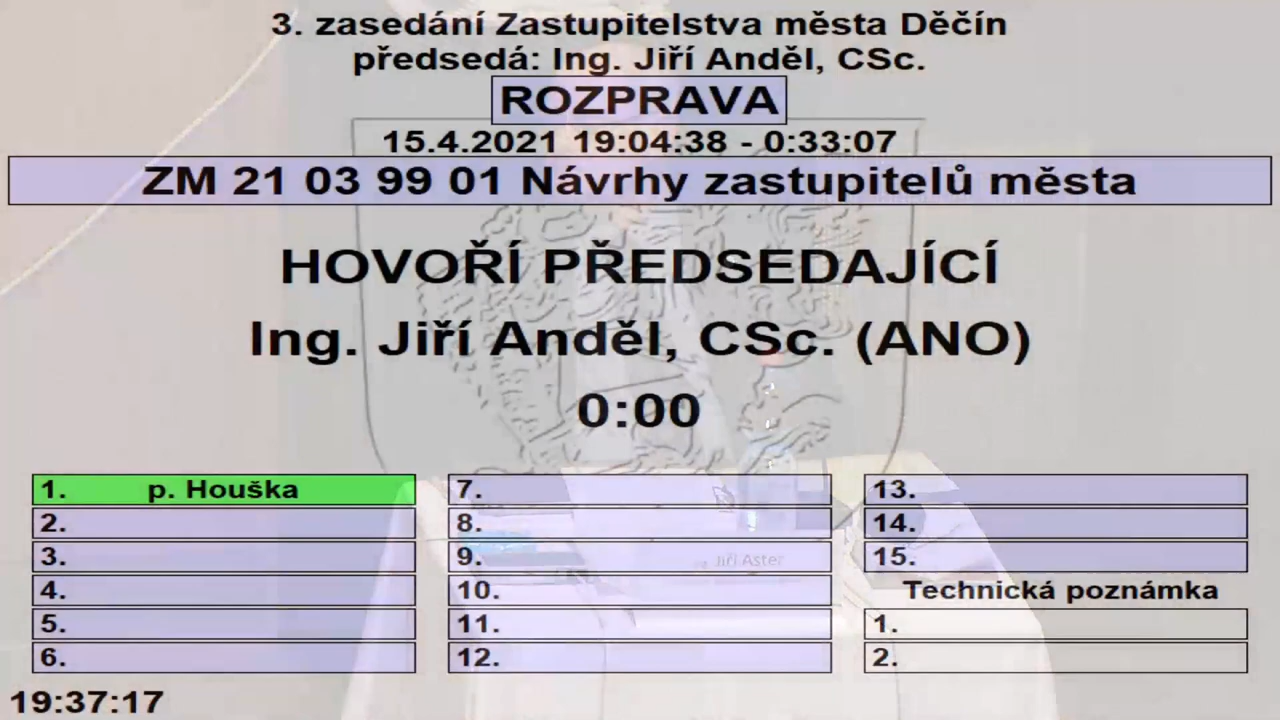 3. zasedání Zastupitelstva města Děčín
předsedá: Ing. Jiří Anděl, CSc.
ROZPRAVA
15.4.2021 19:04:38 - 0:33:07
ZM 21 03 99 01 Návrhy zastupitelů města
HOVOŘÍ PŘEDSEDAJÍCÍ
Ing. Jiří Anděl, CSc. (ANO)
0:00
1. p. Houška
2.
3.
4.
5.
6.
7.
8.
9.
Jiří Aster
10.
11.
12.
13.
14.
15.
Technická poznámka
1.
2.
19:37:17